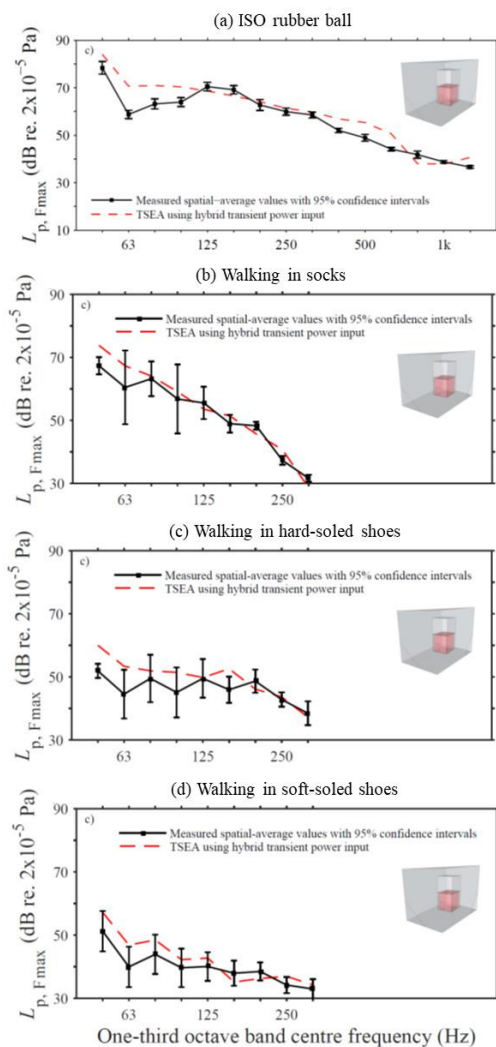 (a) ISO rubber ball
90
c)
70
50
30
10
L p, Fmax (dB re. 2x10-5 Pa)
Measured spatial-average values with 95% confidence intervals
TSEA using hybrid transient power input
63 125 250 500 1k
(b) Walking in socks
90
c)
70
50
30
L p, Fmax (dB re. 2x10-5 Pa)
Measured spatial-average values with 95% confidence intervals
TSEA using hybrid transient power input
63 125 250
(c) Walking in hard-soled shoes
90
c)
70
50
30
L p, Fmax (dB re. 2x10-5 Pa)
Measured spatial-average values with 95% confidence intervals
TSEA using hybrid transient power input
63 125 250
(d) Walking in soft-soled shoes
90
c)
70
50
30
L p, Fmax (dB re. 2x10-5 Pa)
Measured spatial-average values with 95% confidence intervals
TSEA using hybrid transient power input
63 125 250
One-third octave band centre frequency (Hz)